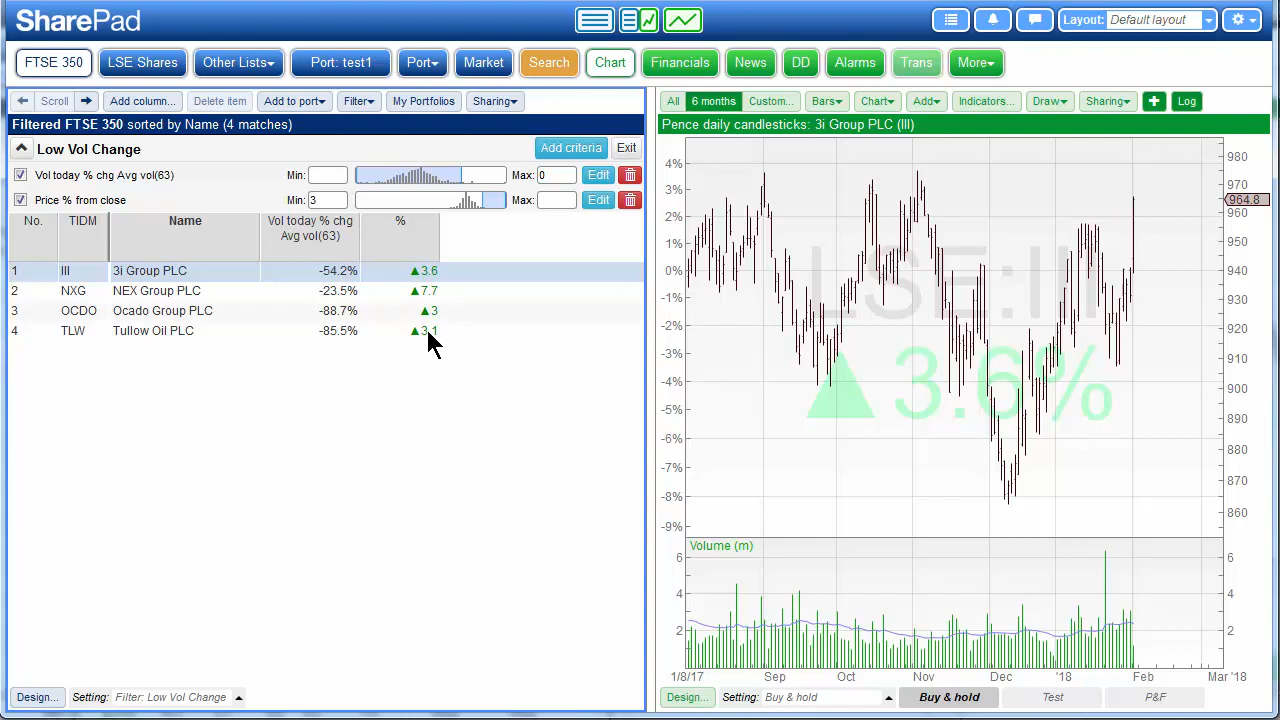 SharePad
Layout: Default layout
FTSE 350 LSE Shares Other Lists Port: test1 Port Market Search Chart Financials News DD Alarms Trans More
Scroll Add column... Delete item Add to port Filter My Portfolios Sharing
All 6 months Custom... Bars Chart Add Indicators... Draw Sharing + Log
Filtered FTSE 350 sorted by Name (4 matches)
Pence daily candlesticks: 3i Group PLC (III)
Low Vol Change Add criteria Exit
Vol today % chg Avg vol(63) Min: Max: 0 Edit
Price % from close Min: 3 Max: Edit
No. TIDM Name Vol today % chg Avg vol(63) %
1 III 3i Group PLC -54.2% ▲3.6
2 NXG NEX Group PLC -23.5% ▲7.7
3 OCDO Ocado Group PLC -88.7% ▲3
4 TLW Tullow Oil PLC -85.5% ▲3.1
LSE:III
▲3.6%
4%
3%
2%
1%
0%
-1%
-2%
-3%
-4%
-5%
-6%
-7%
-8%
-9%
980
970
964.8
960
950
940
930
920
910
900
890
880
870
860
Volume (m)
6 6
4 4
2 2
1/8/17 Sep Oct Nov Dec '18 Feb Mar '18
Design... Setting: Filter: Low Vol Change
Design... Setting: Buy & hold Buy & hold Test P&F